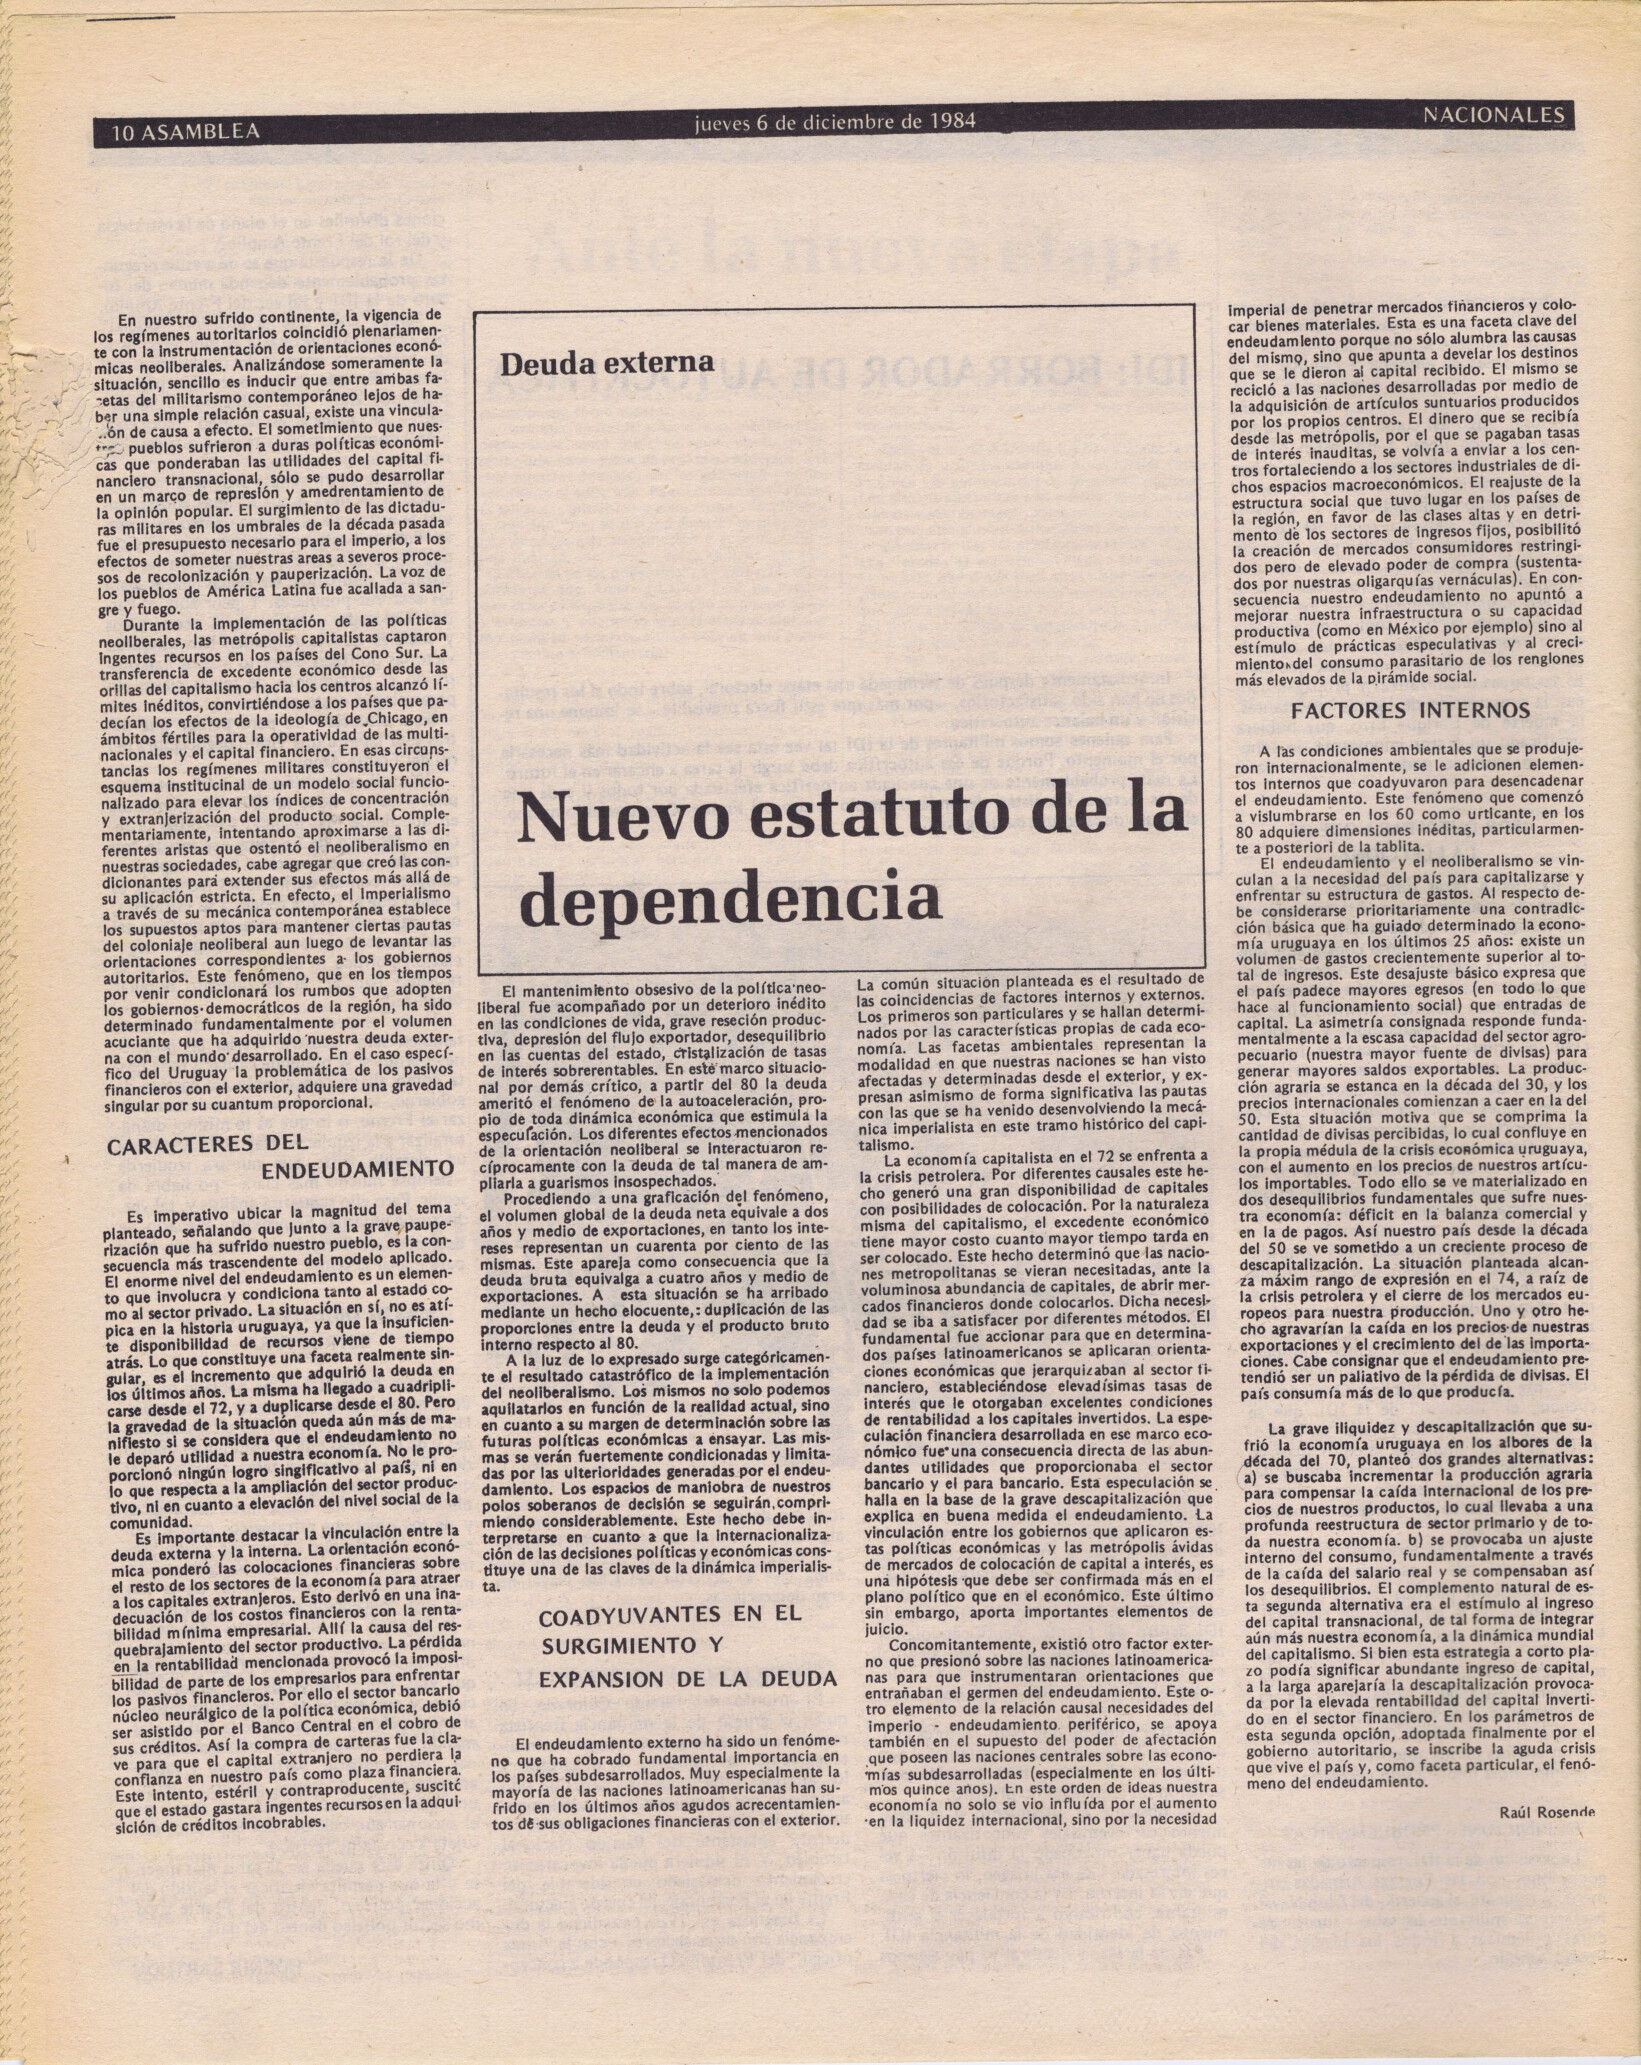 10 ASAMBLEA
jueves 6 de diciembre de 1984
NACIONALES
Deuda externa
Nuevo estatuto de la
dependencia
En nuestro sufrido continente, la vigencia de
los regímenes autoritarios coincidió plenariamen-
te con la instrumentación de orientaciones econó-
micas neoliberales. Analizándose someramente la
situación, sencillo es inducir que entre ambas fa-
cetas del militarismo contemporáneo lejos de ha-
ber una simple relación casual, existe una vincula-
ción de causa a efecto. El sometimiento que nues-
tros pueblos sufrieron a duras políticas económi-
cas que ponderaban las utilidades del capital fi-
nanciero transnacional, sólo se pudo desarrollar
en un marco de represión y amedrentamiento de
la opinión popular. El surgimiento de las dictadu-
ras militares en los umbrales de la década pasada
fue el presupuesto necesario para el imperio, a los
efectos de someter nuestras areas a severos proce-
sos de recolonización y pauperización. La voz de
los pueblos de América Latina fue acallada a san-
gre y fuego.
Durante la implementación de las políticas
neoliberales, las metrópolis capitalistas captaron
ingentes recursos en los países del Cono Sur. La
transferencia de excedente económico desde las
orillas del capitalismo hacia los centros alcanzó lí-
mites inéditos, convirtiéndose a los países que pa-
decían los efectos de la ideología de Chicago, en
ámbitos fértiles para la operatividad de las multi-
nacionales y el capital financiero. En esas circuns-
tancias los regímenes militares constituyeron el
esquema institucinal de un modelo social funcio-
nalizado para elevar los índices de concentración
y extranjerización del producto social. Comple-
mentariamente, intentando aproximarse a las di-
ferentes aristas que ostentó el neoliberalismo en
nuestras sociedades, cabe agregar que creó las con-
dicionantes para extender sus efectos más allá de
su aplicación estricta. En efecto, el Imperialismo
a través de su mecánica contemporánea establece
los supuestos aptos para mantener ciertas pautas
del coloniaje neoliberal aun luego de levantar las
orientaciones correspondientes a los gobiernos
autoritarios. Este fenómeno, que en los tiempos
por venir condicionará los rumbos que adopten
los gobiernos democráticos de la región, ha sido
determinado fundamentalmente por el volumen
acuciante que ha adquirido nuestra deuda exter-
na con el mundo desarrollado. En el caso específi-
fico del Uruguay la problemática de los pasivos
financieros con el exterior, adquiere una gravedad
singular por su cuantum proporcional.
CARACTERES DEL
ENDEUDAMIENTO
Es imperativo ubicar la magnitud del tema
planteado, señalando que junto a la grave paupe-
rización que ha sufrido nuestro pueblo, es la con-
secuencia más trascendente del modelo aplicado.
El enorme nivel del endeudamiento es un elemen-
to que involucra y condiciona tanto al estado co-
mo al sector privado. La situación en sí, no es atí-
pica en la historia uruguaya, ya que la insuficien-
te disponibilidad de recursos viene de tiempo
atrás. Lo que constituye una faceta realmente sin-
gular, es el incremento que adquirió la deuda en
los últimos años. La misma ha llegado a cuadripli-
carse desde el 72, y a duplicarse desde el 80. Pero
la gravedad de la situación queda aún más de ma-
nifiesto si se considera que el endeudamiento no
le deparó utilidad a nuestra economía. No le pro-
porcionó ningún logro singificativo al país, ni en
lo que respecta a la ampliación del sector produc-
tivo, ni en cuanto a elevación del nivel social de la
comunidad.
Es importante destacar la vinculación entre la
deuda externa y la interna. La orientación econó-
mica ponderó las colocaciones financieras sobre
el resto de los sectores de la economía para atraer
a los capitales extranjeros. Esto derivó en una ina-
decuación de los costos financieros con la renta-
bilidad mínima empresarial. Allí la causa del res-
quebrajamiento del sector productivo. La pérdida
en la rentabilidad mencionada provocó la imposi-
bilidad de parte de los empresarios para enfrentar
los pasivos financieros. Por ello el sector bancario
núcleo neurálgico de la política económica, debió
ser asistido por el Banco Central en el cobro de
sus créditos. Así la compra de carteras fue la cla-
ve para que el capital extranjero no perdiera la
confianza en nuestro país como plaza financiera.
Este intento, estéril y contraproducente, suscitó
que el estado gastara ingentes recursos en la adqui-
sición de créditos incobrables.
El mantenimiento obsesivo de la política neo-
liberal fue acompañado por un deterioro inédito
en las condiciones de vida, grave reseción produc-
tiva, depresión del flujo exportador, desequilibrio
en las cuentas del estado, cristalización de tasas
de interés sobrerentables. En este marco situacio-
nal por demás crítico, a partir del 80 la deuda
ameritó el fenómeno de la autoaceleración, pro-
pio de toda dinámica económica que estimula la
especulación. Los diferentes efectos mencionados
de la orientación neoliberal se interactuaron re-
cíprocamente con la deuda de tal manera de am-
pliarla a guarismos insospechados.
Procediendo a una graficación del fenómeno,
el volumen global de la deuda neta equivale a dos
años y medio de exportaciones, en tanto los inte-
reses representan un cuarenta por ciento de las
mismas. Este apareja como consecuencia que la
deuda bruta equivalga a cuatro años y medio de
exportaciones. A esta situación se ha arribado
mediante un hecho elocuente,: duplicación de las
proporciones entre la deuda y el producto bruto
interno respecto al 80.
A la luz de lo expresado surge categóricamen-
te el resultado catastrófico de la implementación
del neoliberalismo. Los mismos no solo podemos
aquilatarlos en función de la realidad actual, sino
en cuanto a su margen de determinación sobre las
futuras políticas económicas a ensayar. Las mis-
mas se verán fuertemente condicionadas y limita-
das por las ulterioridades generadas por el endeu-
damiento. Los espacios de maniobra de nuestros
polos soberanos de decisión se seguirán compri-
miendo considerablemente. Este hecho debe in-
terpretarse en cuanto a que la internacionaliza-
ción de las decisiones políticas y económicas cons-
tituye una de las claves de la dinámica imperialis-
ta.
COADYUVANTES EN EL
SURGIMIENTO Y
EXPANSION DE LA DEUDA
El endeudamiento externo ha sido un fenóme-
no que ha cobrado fundamental importancia en
los países subdesarrollados. Muy especialmente la
mayoría de las naciones latinoamericanas han su-
frido en los últimos años agudos acrecentamien-
tos de sus obligaciones financieras con el exterior.
La común situación planteada es el resultado de
las coincidencias de factores internos y externos.
Los primeros son particulares y se hallan determi-
nados por las características propias de cada eco-
nomía. Las facetas ambientales representan la
modalidad en que nuestras naciones se han visto
afectadas y determinadas desde el exterior, y ex-
presan asimismo de forma significativa las pautas
con las que se ha venido desenvolviendo la mecá-
nica imperialista en este tramo histórico del capi-
talismo.
La economía capitalista en el 72 se enfrenta a
la crisis petrolera. Por diferentes causales este he-
cho generó una gran disponibilidad de capitales
con posibilidades de colocación. Por la naturaleza
misma del capitalismo, el excedente económico
tiene mayor costo cuanto mayor tiempo tarda en
ser colocado. Este hecho determinó que las nacio-
nes metropolitanas se vieran necesitadas, ante la
voluminosa abundancia de capitales, de abrir mer-
cados financieros donde colocarlos. Dicha necesi-
dad se iba a satisfacer por diferentes métodos. El
fundamental fue accionar para que en determina-
dos países latinoamericanos se aplicaran orienta-
ciones económicas que jerarquizaban al sector fi-
nanciero, estableciéndose elevadísimas tasas de
interés que le otorgaban excelentes condiciones
de rentabilidad a los capitales invertidos. La espe-
culación financiera desarrollada en ese marco eco-
nómico fue una consecuencia directa de las abun-
dantes utilidades que proporcionaba el sector
bancario y el para bancario. Esta especulación se
halla en la base de la grave descapitalización que
explica en buena medida el endeudamiento. La
vinculación entre los gobiernos que aplicaron es-
tas políticas económicas y las metrópolis ávidas
de mercados de colocación de capital a interés, es
una hipótesis que debe ser confirmada más en el
plano político que en el económico. Este último
sin embargo, aporta importantes elementos de
juicio.
Concomitantemente, existió otro factor exter-
no que presionó sobre las naciones latinoamerica-
nas para que instrumentaran orientaciones que
entrañaban el germen del endeudamiento. Este o-
tro elemento de la relación causal necesidades del
imperio - endeudamiento periférico, se apoya
también en el supuesto del poder de afectación
que poseen las naciones centrales sobre las econo-
mías subdesarrolladas (especialmente en los últi-
mos quince años). En este orden de ideas nuestra
economía no solo se vio influída por el aumento
en la liquidez internacional, sino por la necesidad
imperial de penetrar mercados financieros y colo-
car bienes materiales. Esta es una faceta clave del
endeudamiento porque no sólo alumbra las causas
del mismo, sino que apunta a develar los destinos
que se le dieron al capital recibido. El mismo se
recicló a las naciones desarrolladas por medio de
la adquisición de artículos suntuarios producidos
por los propios centros. El dinero que se recibía
desde las metrópolis, por el que se pagaban tasas
de interés inauditas, se volvía a enviar a los cen-
tros fortaleciendo a los sectores industriales de di-
chos espacios macroeconómicos. El reajuste de la
estructura social que tuvo lugar en los países de
la región, en favor de las clases altas y en detri-
mento de los sectores de ingresos fijos, posibilitó
la creación de mercados consumidores restringi-
dos pero de elevado poder de compra (sustenta-
dos por nuestras oligarquías vernáculas). En con-
secuencia nuestro endeudamiento no apuntó a
mejorar nuestra infraestructura o su capacidad
productiva (como en México por ejemplo) sino al
estímulo de prácticas especulativas y al creci-
miento del consumo parasitario de los renglones
más elevados de la pirámide social.
FACTORES INTERNOS
A las condiciones ambientales que se produje-
ron internacionalmente, se le adicionen elemen-
tos internos que coadyuvaron para desencadenar
el endeudamiento. Este fenómeno que comenzó
a vislumbrarse en los 60 como urticante, en los
80 adquiere dimensiones inéditas, particularmen-
te a posteriori de la tablita.
El endeudamiento y el neoliberalismo se vin-
culan a la necesidad del país para capitalizarse y
enfrentar su estructura de gastos. Al respecto de-
be considerarse prioritariamente una contradic-
ción básica que ha guiado determinado la econo-
mía uruguaya en los últimos 25 años: existe un
volumen de gastos crecientemente superior al to-
tal de ingresos. Este desajuste básico expresa que
el país padece mayores egresos (en todo lo que
hace al funcionamiento social) que entradas de
capital. La asimetría consignada responde funda-
mentalmente a la escasa capacidad del sector agro-
pecuario (nuestra mayor fuente de divisas) para
generar mayores saldos exportables. La produc-
ción agraria se estanca en la década del 30, y los
precios internacionales comienzan a caer en la del
50. Esta situación motiva que se comprima la
cantidad de divisas percibidas, lo cual confluye en
la propia médula de la crisis económica uruguaya,
con el aumento en los precios de nuestros artícu-
los importables. Todo ello se ve materializado en
dos desequilibrios fundamentales que sufre nues-
tra economía: déficit en la balanza comercial y
en la de pagos. Así nuestro país desde la década
del 50 se ve sometido a un creciente proceso de
descapitalización. La situación planteada alcan-
za máxim rango de expresión en el 74, a raíz de
la crisis petrolera y el cierre de los mercados eu-
ropeos para nuestra producción. Uno y otro he-
cho agravarían la caída en los precios de nuestras
exportaciones y el crecimiento del de las importa-
ciones. Cabe consignar que el endeudamiento pre-
tendió ser un paliativo de la pérdida de divisas. El
país consumía más de lo que producía.
La grave iliquidez y descapitalización que su-
frió la economía uruguaya en los albores de la
década del 70, planteó dos grandes alternativas:
a) se buscaba incrementar la producción agraria
para compensar la caída internacional de los pre-
cios de nuestros productos, lo cual llevaba a una
profunda reestructura de sector primario y de to-
da nuestra economía. b) se provocaba un ajuste
interno del consumo, fundamentalmente a través
de la caída del salario real y se compensaban así
los desequilibrios. El complemento natural de es-
ta segunda alternativa era el estímulo al ingreso
del capital transnacional, de tal forma de integrar
aún más nuestra economía, a la dinámica mundial
del capitalismo. Si bien esta estrategia a corto pla-
zo podía significar abundante ingreso de capital,
a la larga aparejaría la descapitalización provoca-
da por la elevada rentabilidad del capital inverti-
do en el sector financiero. En los parámetros de
esta segunda opción, adoptada finalmente por el
gobierno autoritario, se inscribe la aguda crisis
que vive el país y, como faceta particular, el fenó-
meno del endeudamiento.
Raúl Rosende